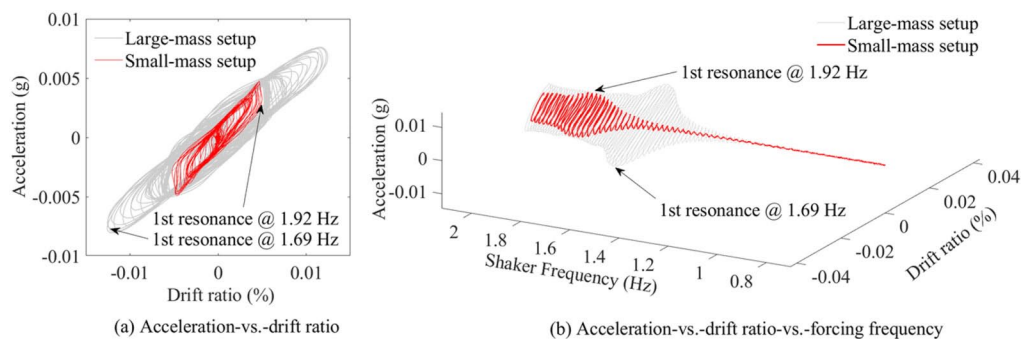 0.01
0.005
0
-0.005
-0.01
Acceleration (g)
Large-mass setup
Small-mass setup
1st resonance @ 1.92 Hz
1st resonance @ 1.69 Hz
-0.01
0
0.01
Drift ratio (%)
(a) Acceleration-vs.-drift ratio
Large-mass setup
Small-mass setup
1st resonance @ 1.92 Hz
1st resonance @ 1.69 Hz
Acceleration (g)
0.01
0
-0.01
2
1.8
1.6
1.4
1.2
1
0.8
Shaker Frequency (Hz)
-0.04
-0.02
0
0.02
0.04
Drift ratio (%)
(b) Acceleration-vs.-drift ratio-vs.-forcing frequency